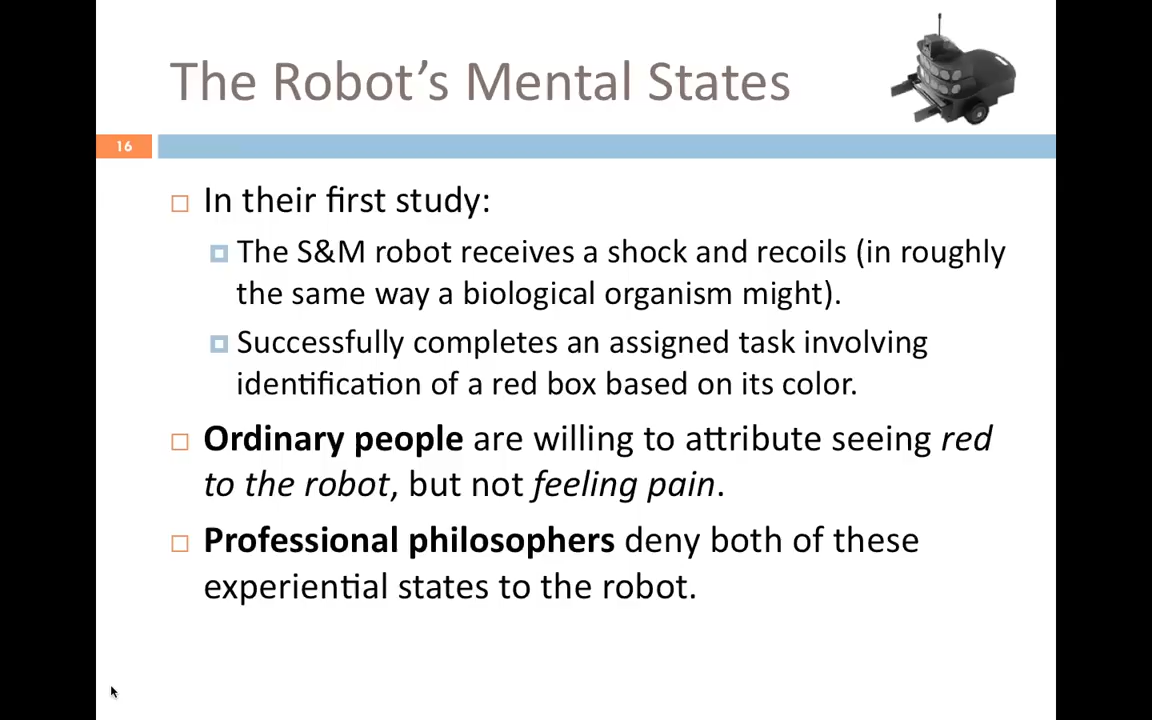 The Robot’s Mental States
16
In their first study:
The S&M robot receives a shock and recoils (in roughly
the same way a biological organism might).
Successfully completes an assigned task involving
identification of a red box based on its color.
Ordinary people are willing to attribute seeing red
to the robot, but not feeling pain.
Professional philosophers deny both of these
experiential states to the robot.